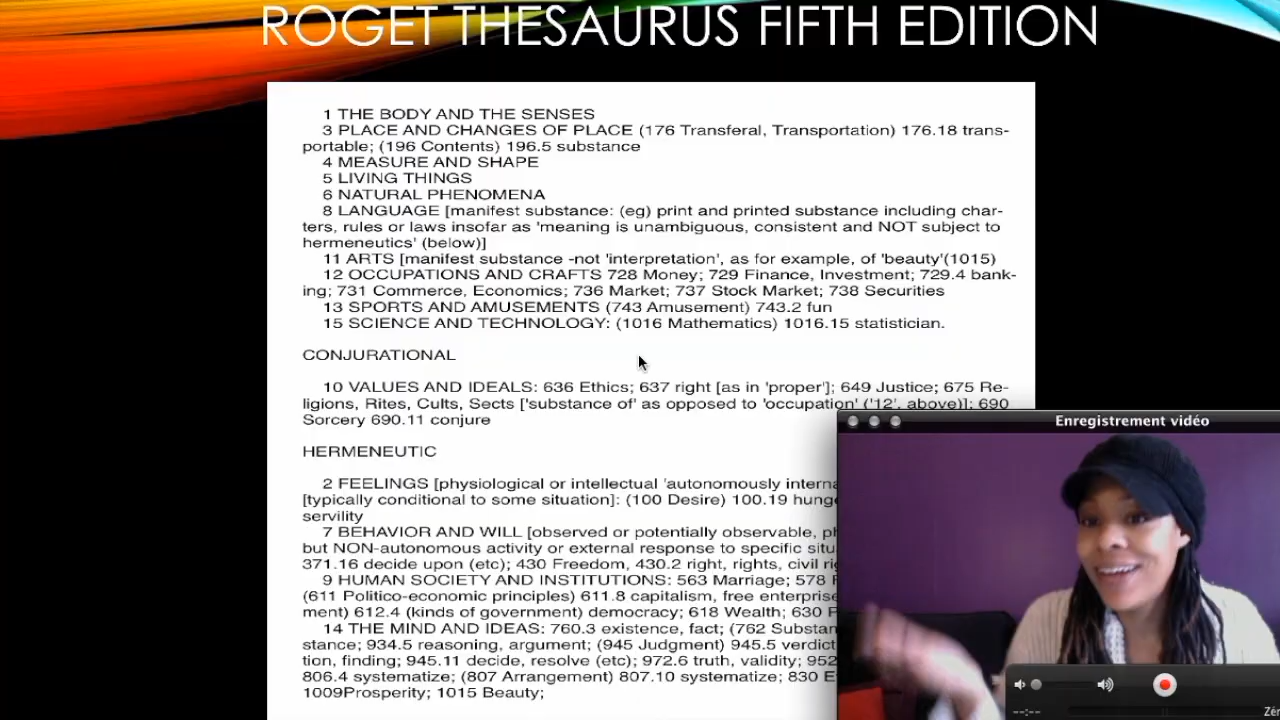 ROGET THESAURUS FIFTH EDITION
1 THE BODY AND THE SENSES
3 PLACE AND CHANGES OF PLACE (176 Transferal, Transportation) 176.18 trans-
portable; (196 Contents) 196.5 substance
4 MEASURE AND SHAPE
5 LIVING THINGS
6 NATURAL PHENOMENA
8 LANGUAGE [manifest substance: (eg) print and printed substance including char-
ters, rules or laws insofar as 'meaning is unambiguous, consistent and NOT subject to
hermeneutics' (below)]
11 ARTS [manifest substance -not 'interpretation', as for example, of 'beauty'(1015)
12 OCCUPATIONS AND CRAFTS 728 Money; 729 Finance, Investment; 729.4 bank-
ing; 731 Commerce, Economics; 736 Market; 737 Stock Market; 738 Securities
13 SPORTS AND AMUSEMENTS (743 Amusement) 743.2 fun
15 SCIENCE AND TECHNOLOGY: (1016 Mathematics) 1016.15 statistician.
CONJURATIONAL
10 VALUES AND IDEALS: 636 Ethics; 637 right [as in 'proper']; 649 Justice; 675 Re-
ligions, Rites, Cults, Sects ['substance of' as opposed to 'occupation' ('12', above)]; 690
Sorcery 690.11 conjure
HERMENEUTIC
2 FEELINGS [physiological or intellectual 'autonomously interna
[typically conditional to some situation]: (100 Desire) 100.19 hunge
servility
7 BEHAVIOR AND WILL [observed or potentially observable, ph
but NON-autonomous activity or external response to specific situa
371.16 decide upon (etc); 430 Freedom, 430.2 right, rights, civil rig
9 HUMAN SOCIETY AND INSTITUTIONS: 563 Marriage; 578
(611 Politico-economic principles) 611.8 capitalism, free enterprise
ment) 612.4 (kinds of government) democracy; 618 Wealth; 630
14 THE MIND AND IDEAS: 760.3 existence, fact; (762 Substan
stance; 934.5 reasoning, argument; (945 Judgment) 945.5 verdict
tion, finding; 945.11 decide, resolve (etc); 972.6 truth, validity; 952
806.4 systematize; (807 Arrangement) 807.10 systematize; 830
1009Prosperity; 1015 Beauty;
Enregistrement vidéo
--:--